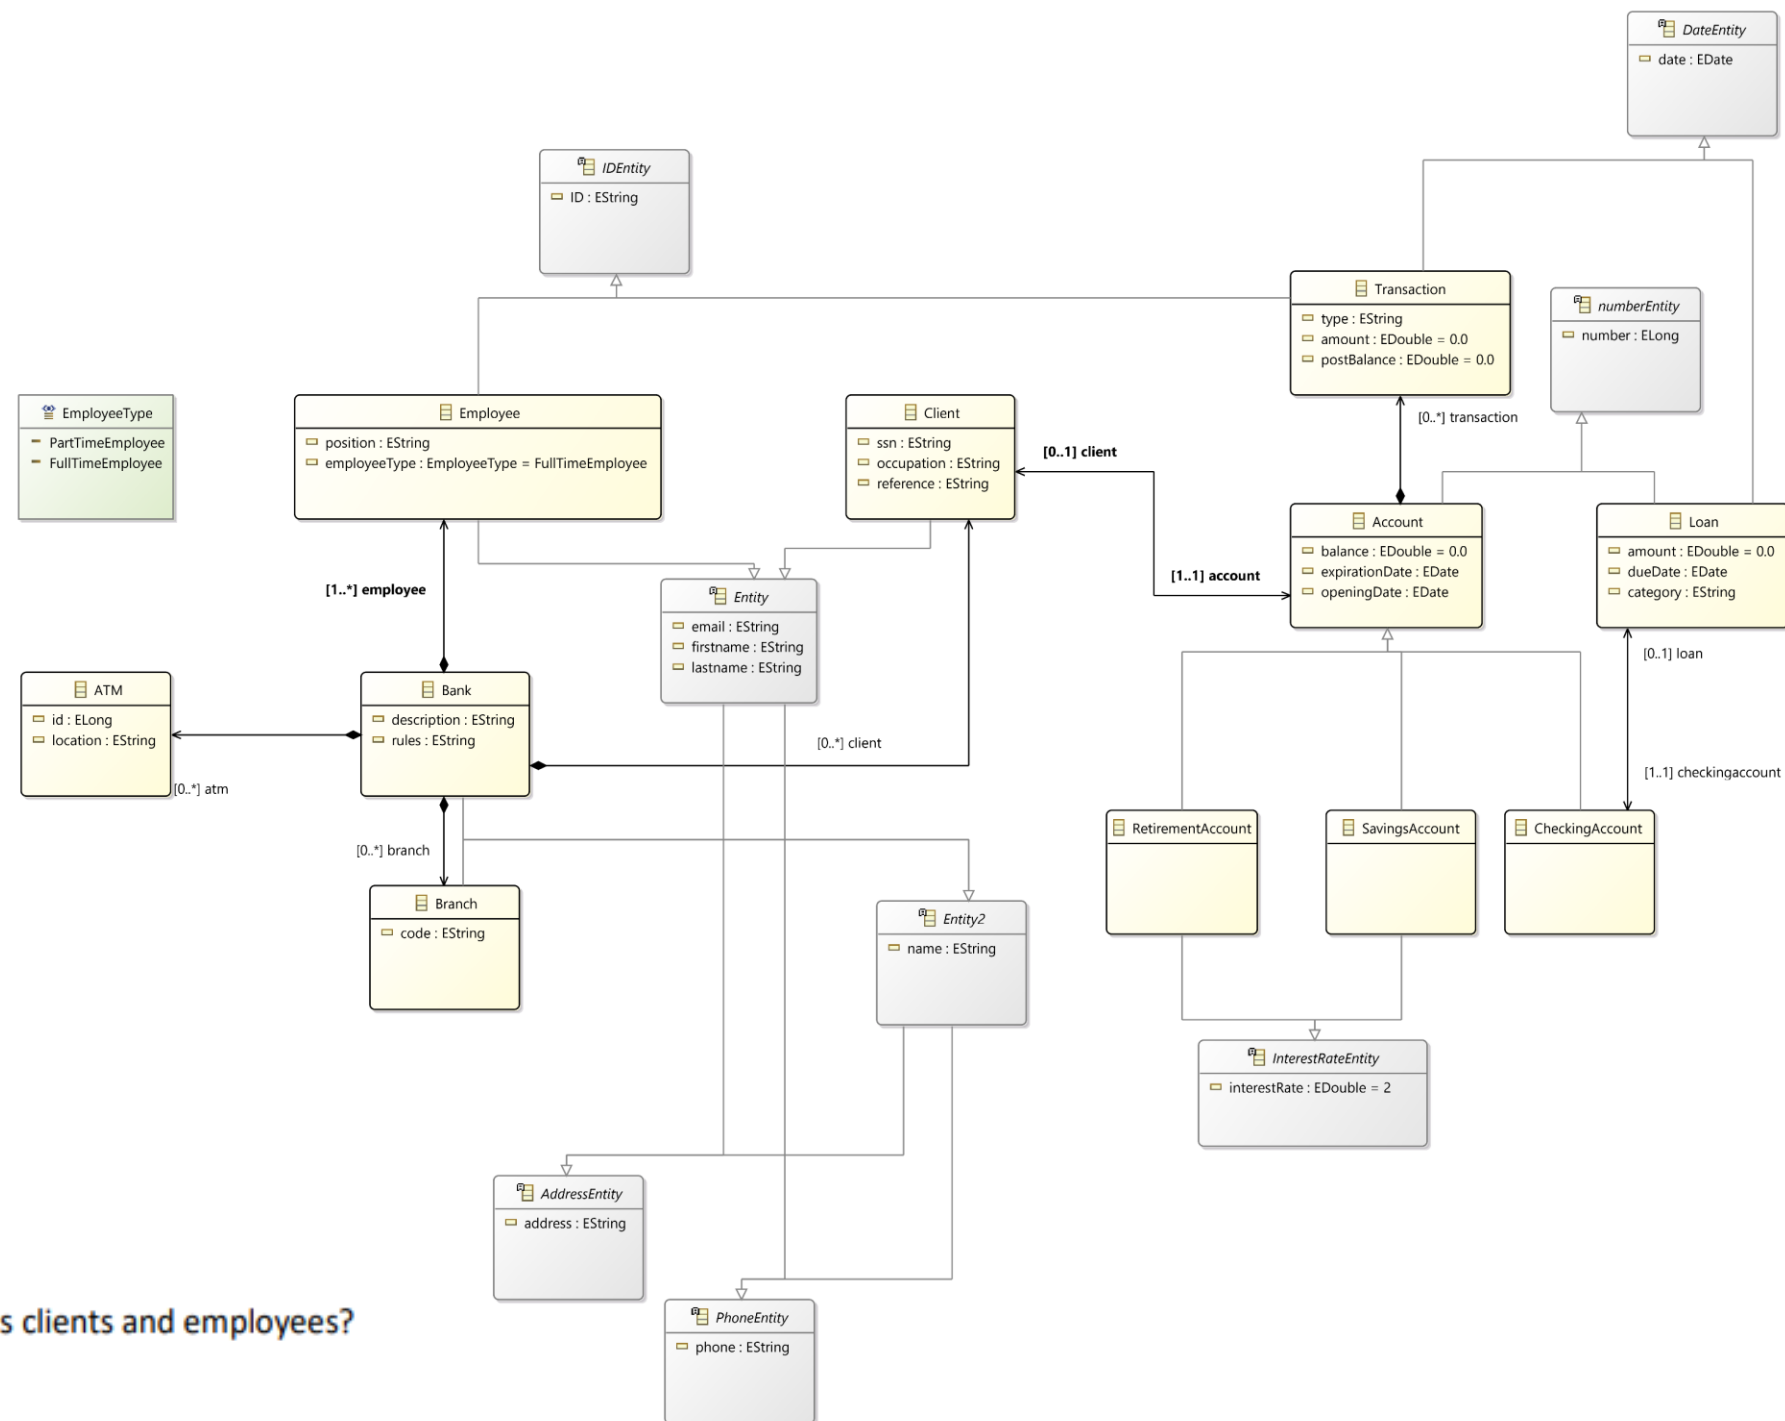 DateEntity
date : EDate
IDEntity
ID : EString
Transaction
type : EString
amount : EDouble = 0.0
postBalance : EDouble = 0.0
numberEntity
number : ELong
EmployeeType
PartTimeEmployee
FullTimeEmployee
Employee
position : EString
employeeType : EmployeeType = FullTimeEmployee
Client
ssn : EString
occupation : EString
reference : EString
[0..1] client
[0..*] transaction
Account
balance : EDouble = 0.0
expirationDate : EDate
openingDate : EDate
Loan
amount : EDouble = 0.0
dueDate : EDate
category : EString
[1..*] employee
[1..1] account
Entity
email : EString
firstname : EString
lastname : EString
[0..1] loan
ATM
id : ELong
location : EString
[0..*] atm
Bank
description : EString
rules : EString
[0..*] client
[1..1] checkingaccount
[0..*] branch
RetirementAccount
SavingsAccount
CheckingAccount
Branch
code : EString
Entity2
name : EString
InterestRateEntity
interestRate : EDouble = 2
AddressEntity
address : EString
PhoneEntity
phone : EString
s clients and employees?